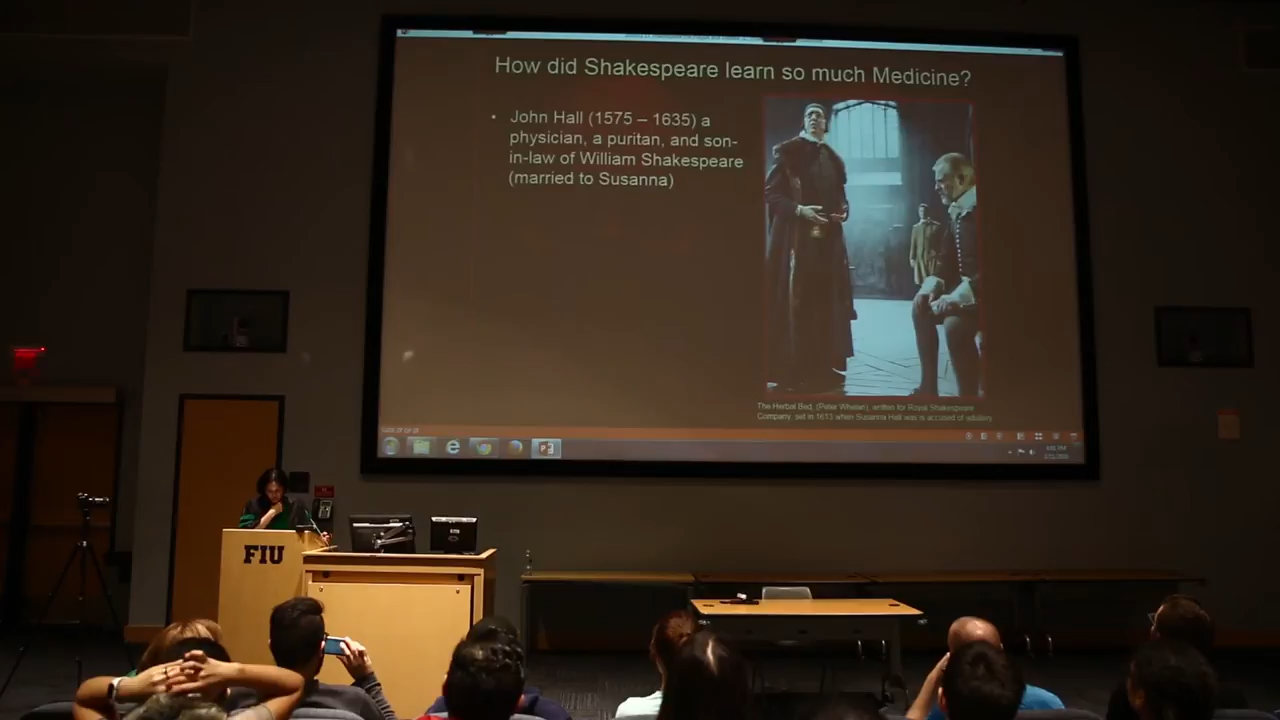 How did Shakespeare learn so much Medicine?
• John Hall (1575 – 1635) a
physician, a puritan, and son-
in-law of William Shakespeare
(married to Susanna)
The Herbal Bed, (Peter Whelan), written for Royal Shakespeare
Company, set in 1613 when Susanna Hall was is accused of adultery
FIU